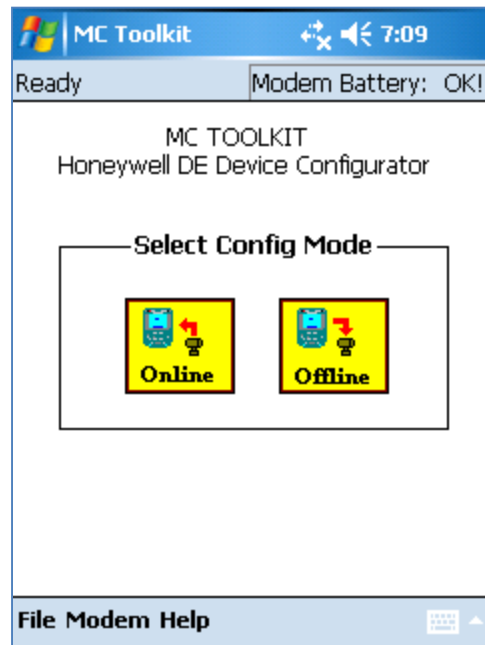 MC Toolkit 7:09
Ready Modem Battery: OK!
MC TOOLKIT
Honeywell DE Device Configurator
Select Config Mode
Online Offline
File Modem Help